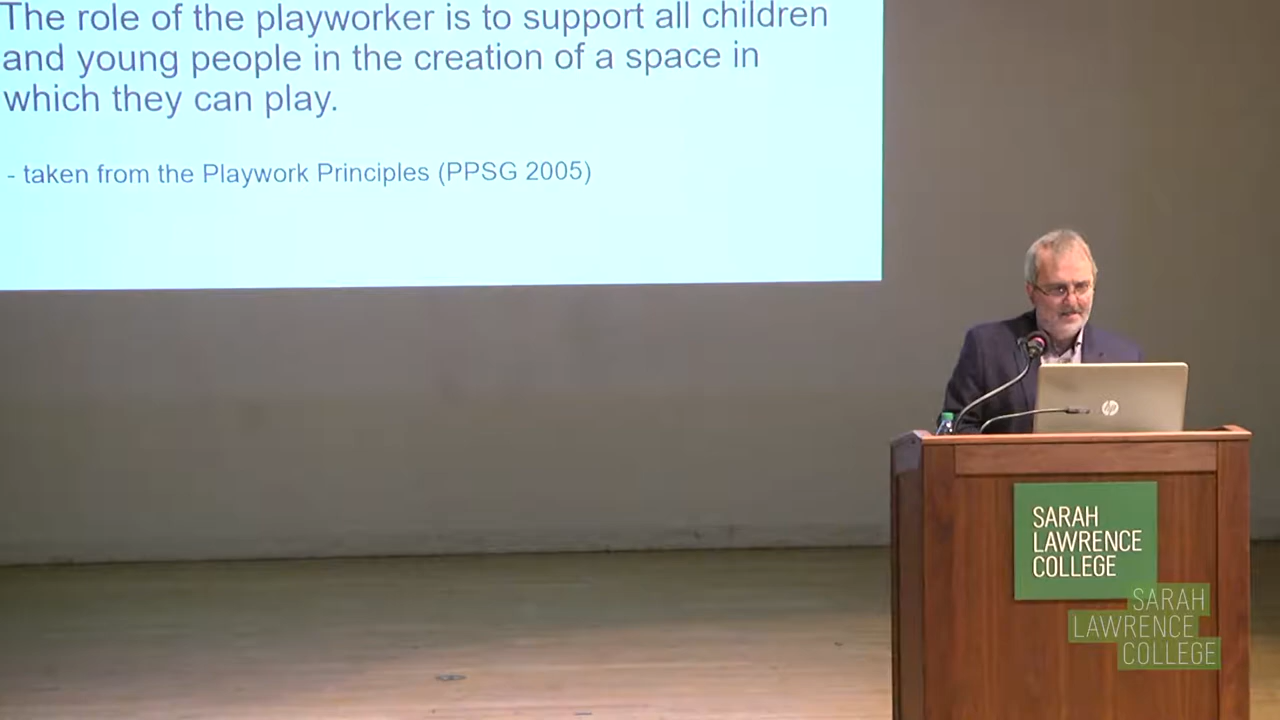 The role of the playworker is to support all children
and young people in the creation of a space in
which they can play.
- taken from the Playwork Principles (PPSG 2005)
hp
SARAH
LAWRENCE
COLLEGE
SARAH
LAWRENCE
COLLEGE